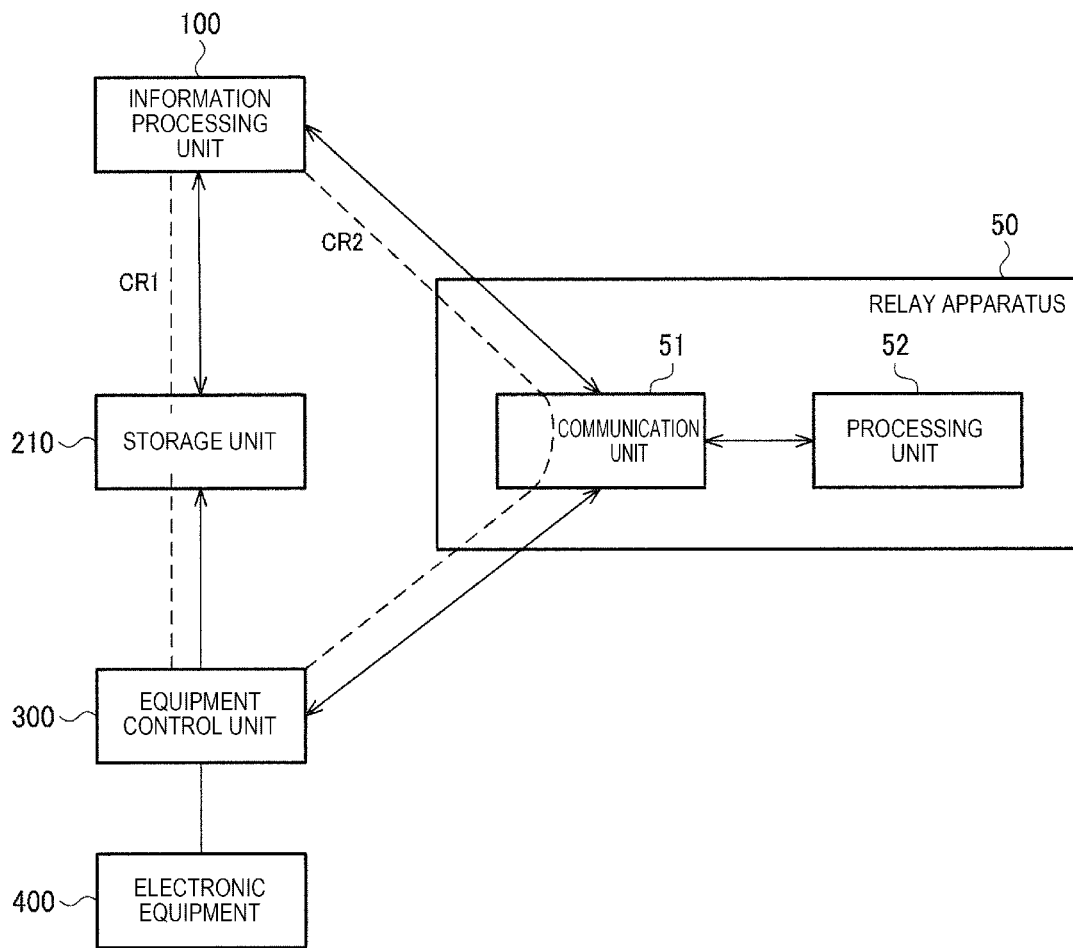 100
INFORMATION
PROCESSING
UNIT
CR2
CR1
50
RELAY APPARATUS
51
52
210
STORAGE UNIT
COMMUNICATION
UNIT
PROCESSING
UNIT
300
EQUIPMENT
CONTROL UNIT
400
ELECTRONIC
EQUIPMENT